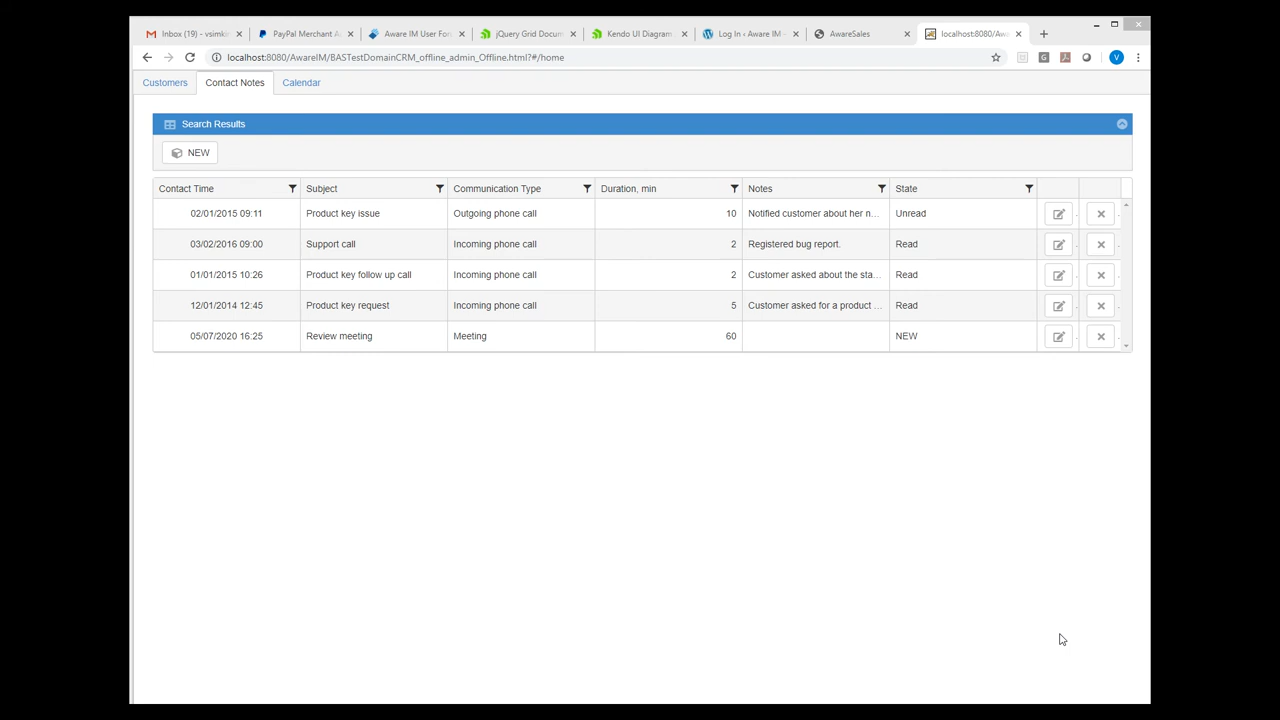 Inbox (19) - vsimkin
PayPal Merchant A
Aware IM User For
jQuery Grid Docum
Kendo UI Diagram
Log In ‹ Aware IM —
AwareSales
localhost:8080/Awa
localhost:8080/AwareIM/BASTestDomainCRM_offline_admin_Offline.html?#/home
V
Customers
Contact Notes
Calendar
Search Results
NEW
Contact Time Subject Communication Type Duration, min Notes State
02/01/2015 09:11 Product key issue Outgoing phone call 10 Notified customer about her n... Unread
03/02/2016 09:00 Support call Incoming phone call 2 Registered bug report. Read
01/01/2015 10:26 Product key follow up call Incoming phone call 2 Customer asked about the sta... Read
12/01/2014 12:45 Product key request Incoming phone call 5 Customer asked for a product ... Read
05/07/2020 16:25 Review meeting Meeting 60 NEW